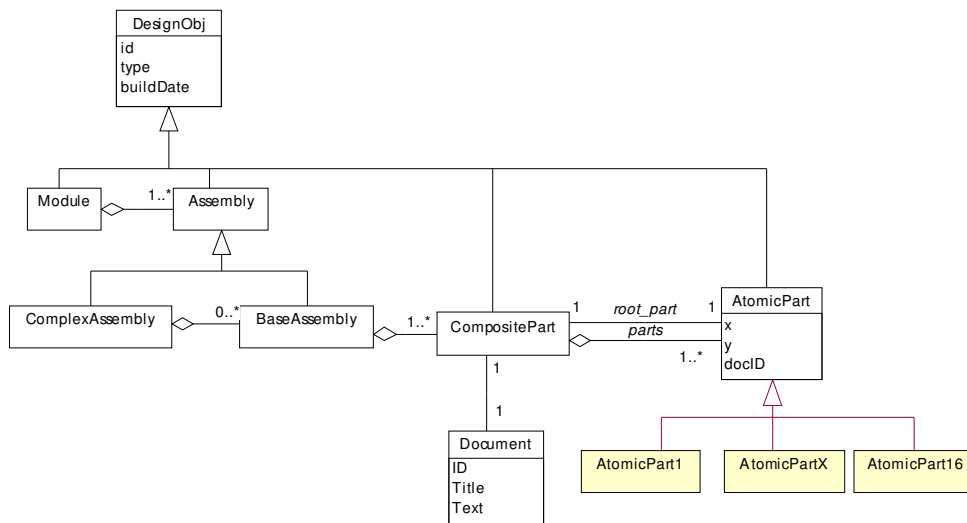 DesignObj
id
type
buildDate
Module
1..*
Assembly
ComplexAssembly
0..*
BaseAssembly
1..*
CompositePart
1
root_part
1
parts
1..*
AtomicPart
x
y
docID
1
1
Document
ID
Title
Text
AtomicPart1
AtomicPartX
AtomicPart16